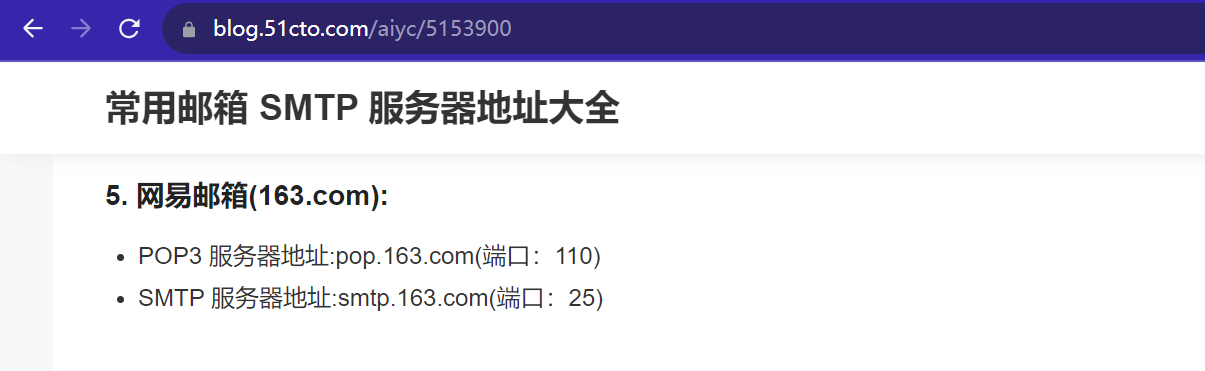 blog.51cto.com/aiyc/5153900
常用邮箱 SMTP 服务器地址大全
5. 网易邮箱(163.com):
• POP3 服务器地址:pop.163.com(端口：110)
• SMTP 服务器地址:smtp.163.com(端口：25)